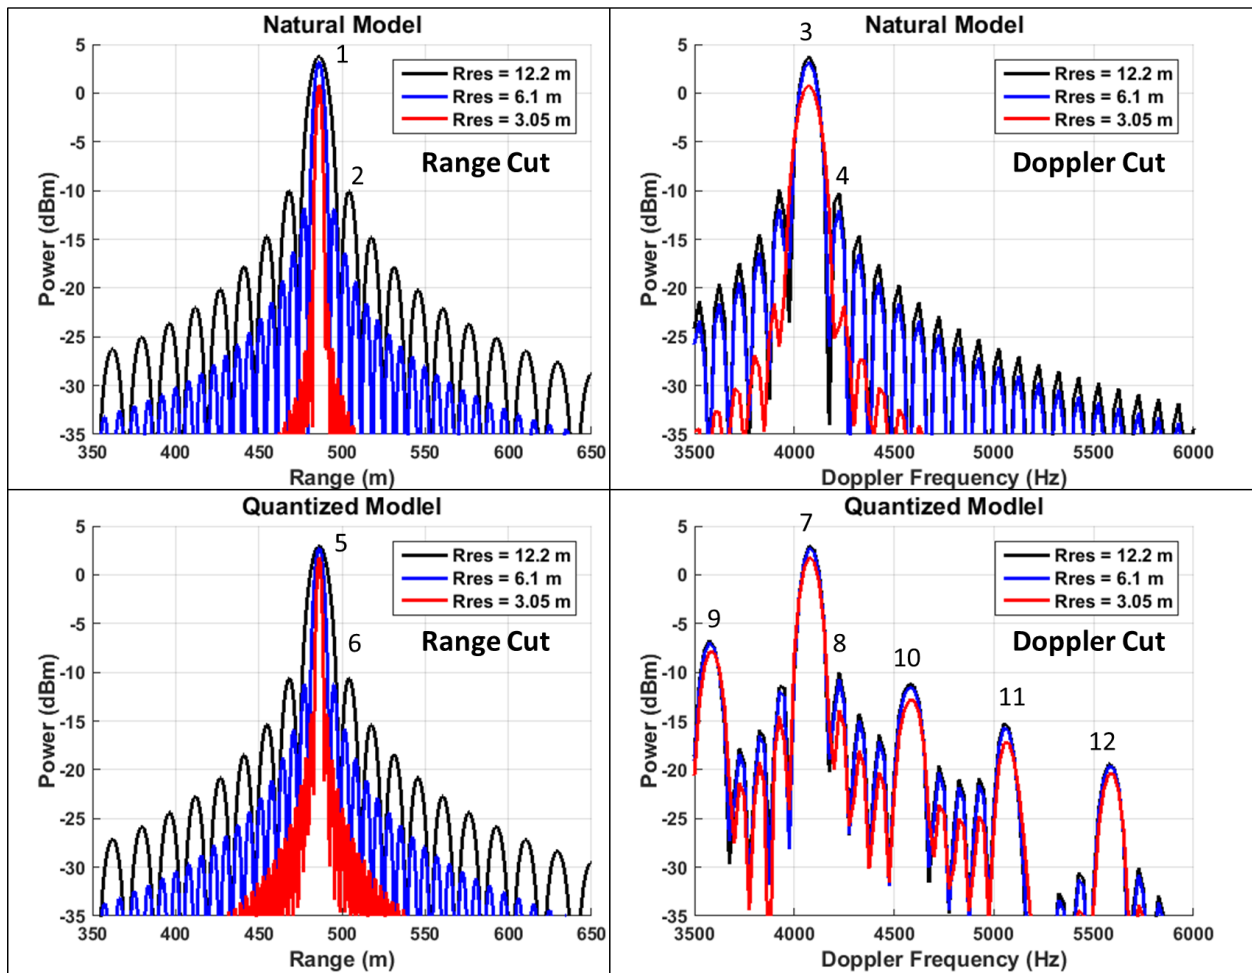 Natural Model
5
0
-5
-10
-15
-20
-25
-30
-35
Power (dBm)
1
2
Rres = 12.2 m
Rres = 6.1 m
Rres = 3.05 m
Range Cut
350 400 450 500 550 600 650
Range (m)
Natural Model
5
0
-5
-10
-15
-20
-25
-30
-35
Power (dBm)
3
4
Rres = 12.2 m
Rres = 6.1 m
Rres = 3.05 m
Doppler Cut
3500 4000 4500 5000 5500 6000
Doppler Frequency (Hz)
Quantized Modlel
5
0
-5
-10
-15
-20
-25
-30
-35
Power (dBm)
5
6
Rres = 12.2 m
Rres = 6.1 m
Rres = 3.05 m
Range Cut
350 400 450 500 550 600 650
Range (m)
Quantized Modlel
5
0
-5
-10
-15
-20
-25
-30
-35
Power (dBm)
7
9
8
10
11
12
Rres = 12.2 m
Rres = 6.1 m
Rres = 3.05 m
Doppler Cut
3500 4000 4500 5000 5500 6000
Doppler Frequency (Hz)